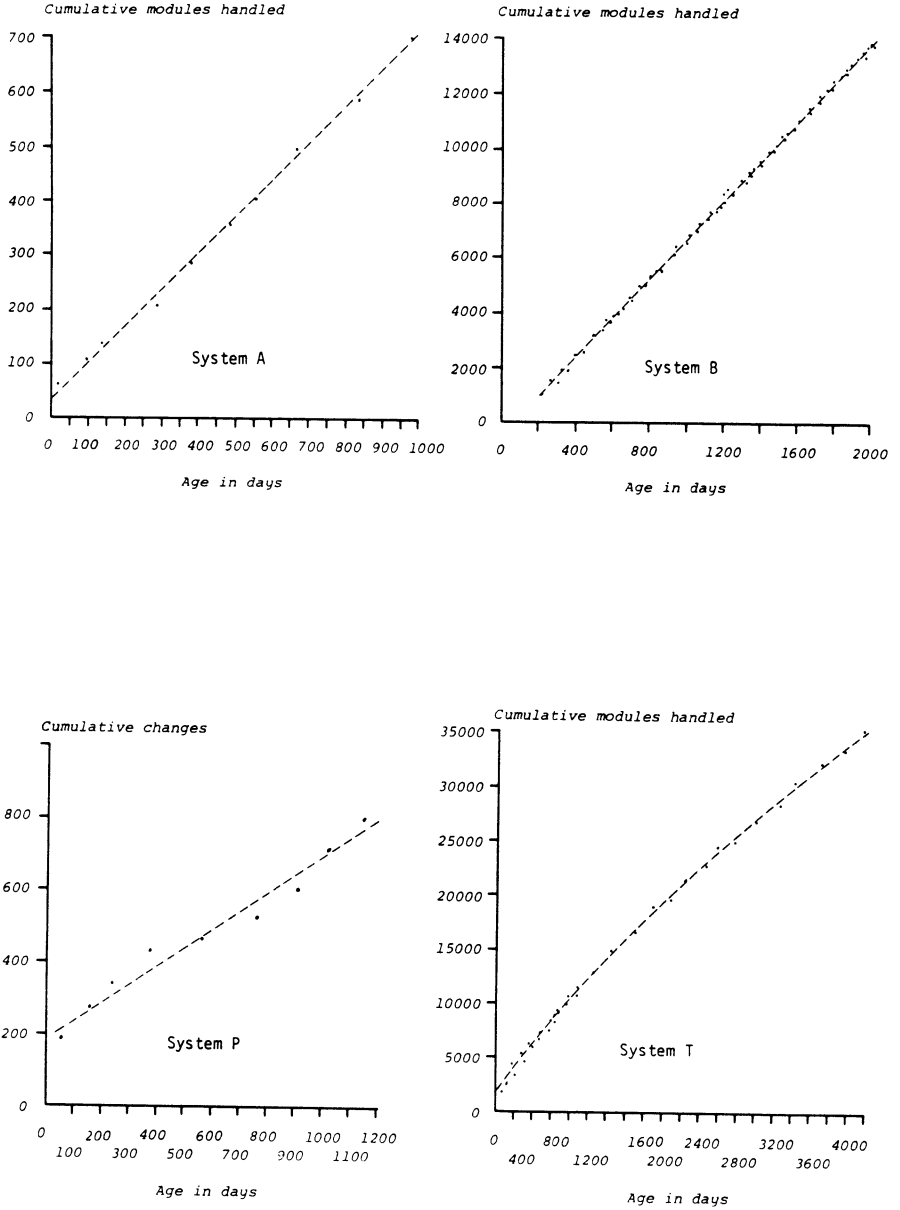 Cumulative modules handled
700
600
500
400
300
200
100
0
System A
0 100 200 300 400 500 600 700 800 900 1000
Age in days
Cumulative modules handled
14000
12000
10000
8000
6000
4000
2000
0
System B
0 400 800 1200 1600 2000
Age in days
Cumulative changes
800
600
400
200
0
System P
0 200 400 600 800 1000 1200
100 300 500 700 900 1100
Age in days
Cumulative modules handled
35000
30000
25000
20000
15000
10000
5000
0
System T
0 800 1600 2400 3200 4000
400 1200 2000 2800 3600
Age in days